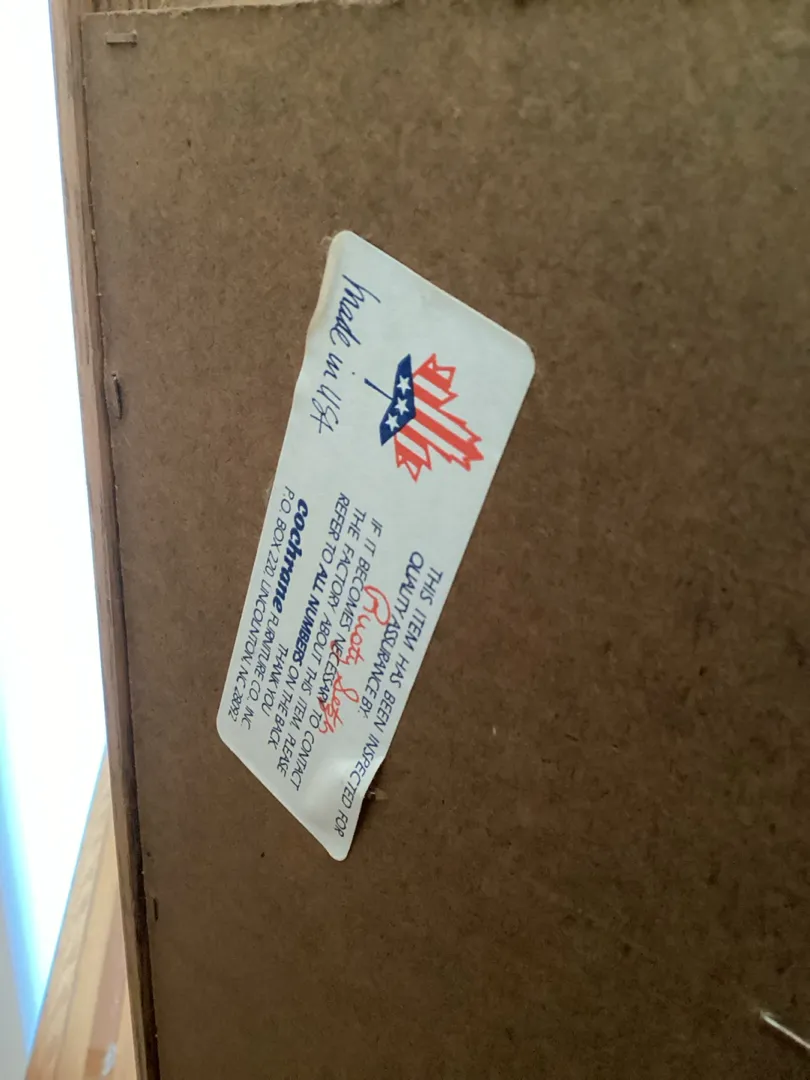 Made in USA
THIS ITEM HAS BEEN INSPECTED FOR
QUALITY ASSURANCE BY:
Rusty
IF IT BECOMES NECESSARY TO CONTACT
THE FACTORY ABOUT THIS ITEM PLEASE
REFER TO ALL NUMBERS ON THE BACK.
THANK YOU
cochrane FURNITURE CO. INC.
P.O. BOX 220, LINCOLNTON, NC 28092